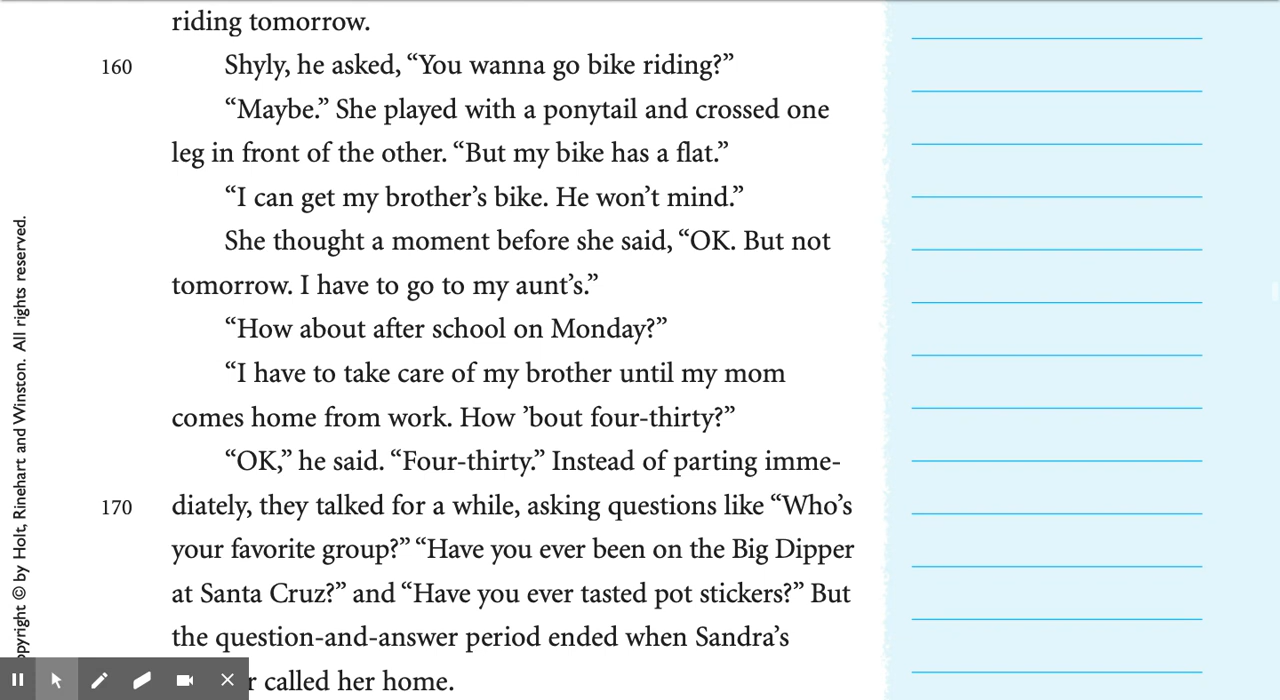 riding tomorrow.
160 Shyly, he asked, “You wanna go bike riding?”
“Maybe.” She played with a ponytail and crossed one
leg in front of the other. “But my bike has a flat.”
“I can get my brother’s bike. He won’t mind.”
She thought a moment before she said, “OK. But not
tomorrow. I have to go to my aunt’s.”
“How about after school on Monday?”
“I have to take care of my brother until my mom
comes home from work. How ’bout four-thirty?”
“OK,” he said. “Four-thirty.” Instead of parting imme-
170 diately, they talked for a while, asking questions like “Who’s
your favorite group?” “Have you ever been on the Big Dipper
at Santa Cruz?” and “Have you ever tasted pot stickers?” But
the question-and-answer period ended when Sandra’s
called her home.
opyright © by Holt, Rinehart and Winston. All rights reserved.